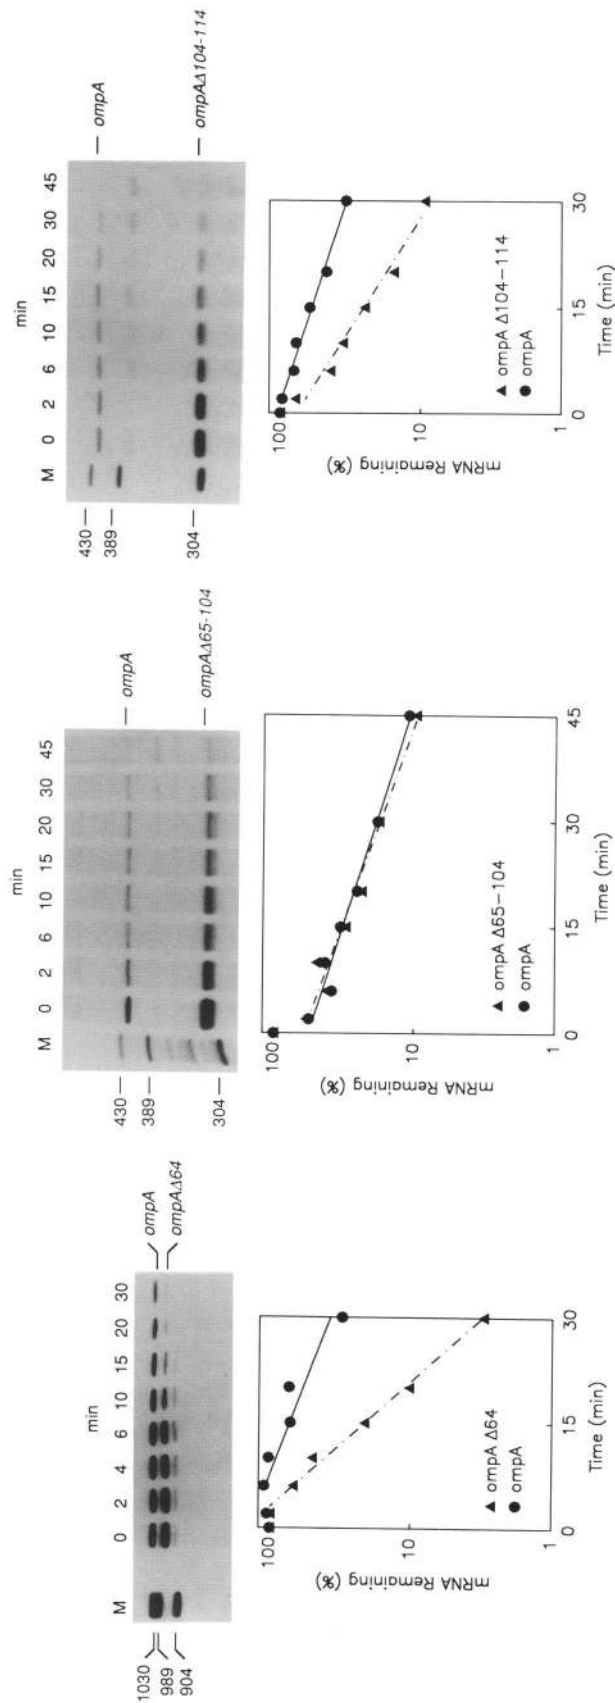 min
M 0 2 4 6 10 15 20 30
1030
989
904
ompA
ompAΔ64
mRNA Remaining (%)
100
10
1
▲ ompA Δ64
● ompA
0 15 30
Time (min)
min
M 0 2 6 10 15 20 30 45
430
389
304
ompA
ompAΔ65-104
mRNA Remaining (%)
100
10
1
▲ ompA Δ65-104
● ompA
0 15 30 45
Time (min)
min
M 0 2 6 10 15 20 30 45
430
389
304
ompA
ompAΔ104-114
mRNA Remaining (%)
100
10
1
▲ ompA Δ104-114
● ompA
0 15 30
Time (min)